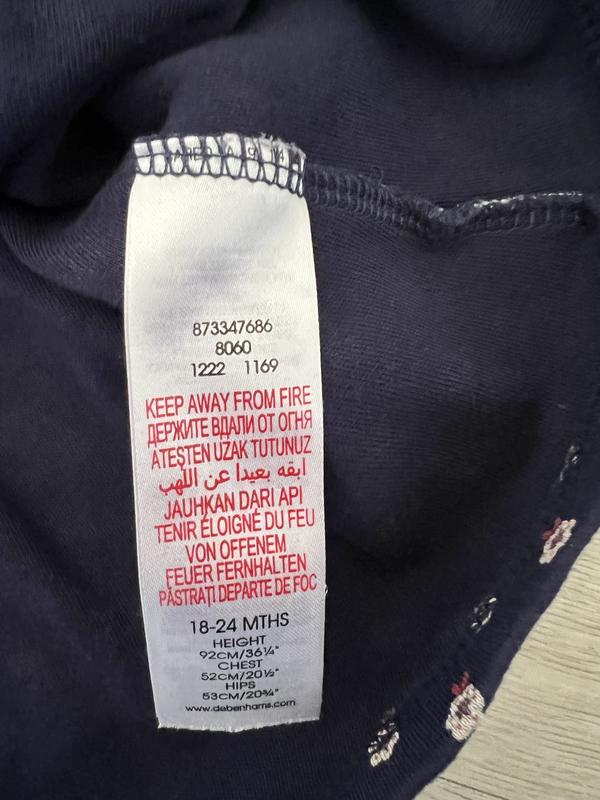 873347686
8060
1222 1169
KEEP AWAY FROM FIRE
ДЕРЖИТЕ ВДАЛИ ОТ ОГНЯ
ATEŞTEN UZAK TUTUNUZ
ابقه بعيدا عن اللهب
JAUHKAN DARI API
TENIR ÉLOIGNÉ DU FEU
VON OFFENEM
FEUER FERNHALTEN
PĂSTRAȚI DEPARTE DE FOC
18-24 MTHS
HEIGHT
92CM/36¼"
CHEST
52CM/20½"
HIPS
53CM/20¾"
www.debenhams.com